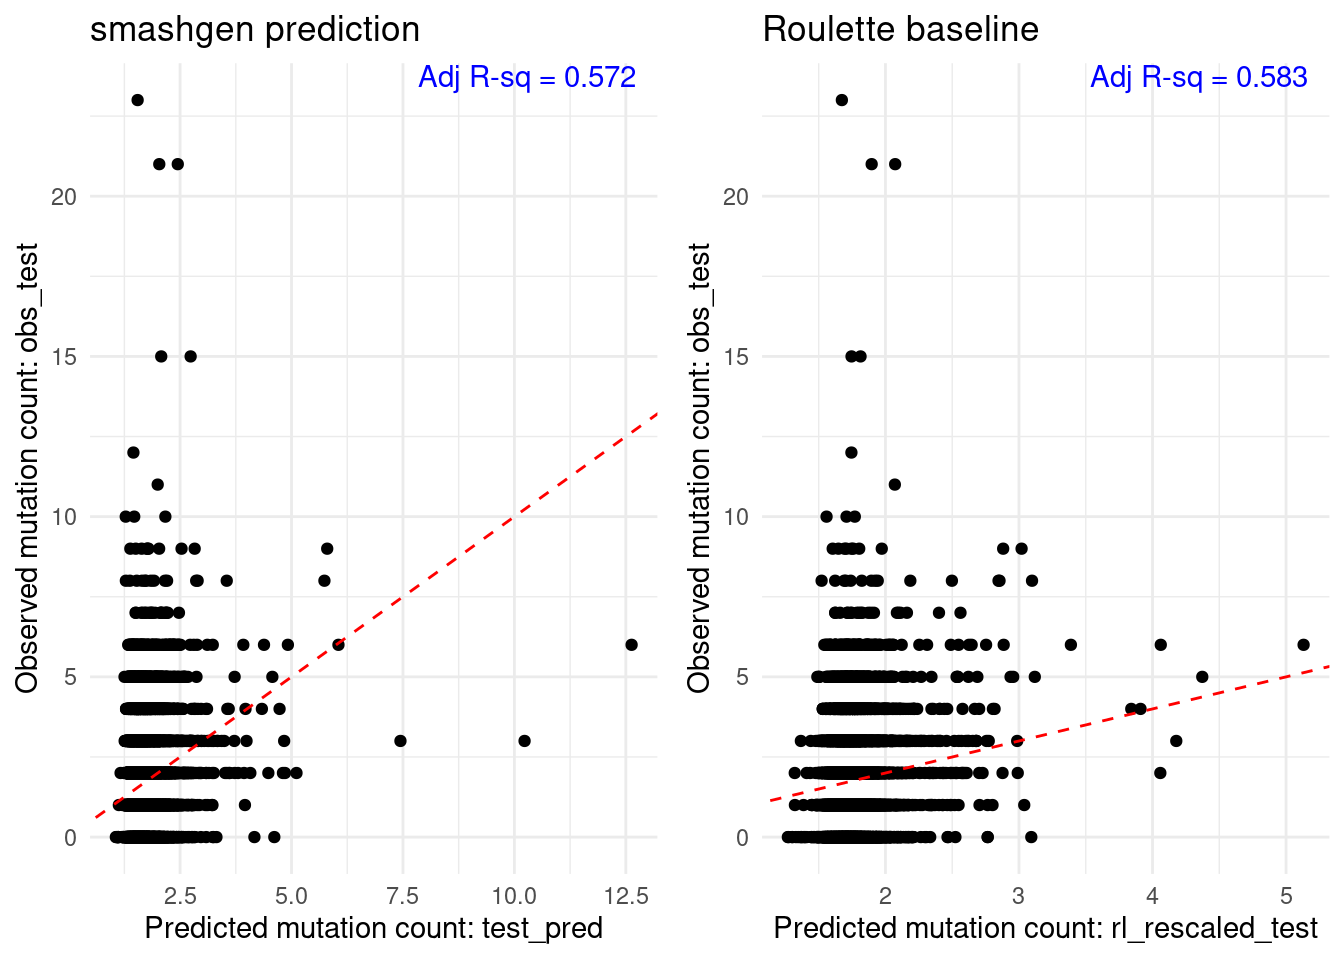 smashgen prediction
Adj R-sq = 0.572
Observed mutation count: obs_test
20
15
10
5
0
2.5 5.0 7.5 10.0 12.5
Predicted mutation count: test_pred
Roulette baseline
Adj R-sq = 0.583
Observed mutation count: obs_test
20
15
10
5
0
2 3 4 5
Predicted mutation count: rl_rescaled_test